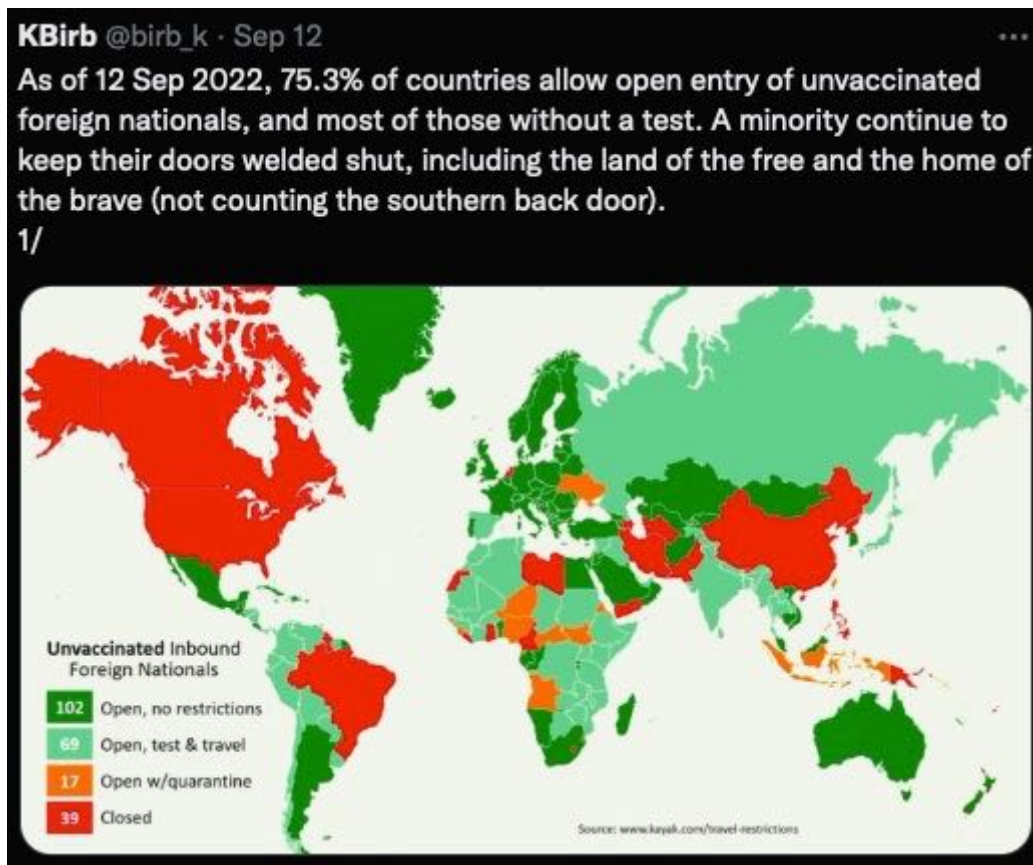 KBirb @birb_k · Sep 12
As of 12 Sep 2022, 75.3% of countries allow open entry of unvaccinated
foreign nationals, and most of those without a test. A minority continue to
keep their doors welded shut, including the land of the free and the home of
the brave (not counting the southern back door).
1/
Unvaccinated Inbound
Foreign Nationals
102 Open, no restrictions
69 Open, test & travel
17 Open w/quarantine
39 Closed
Source: www.kayak.com/travel-restrictions